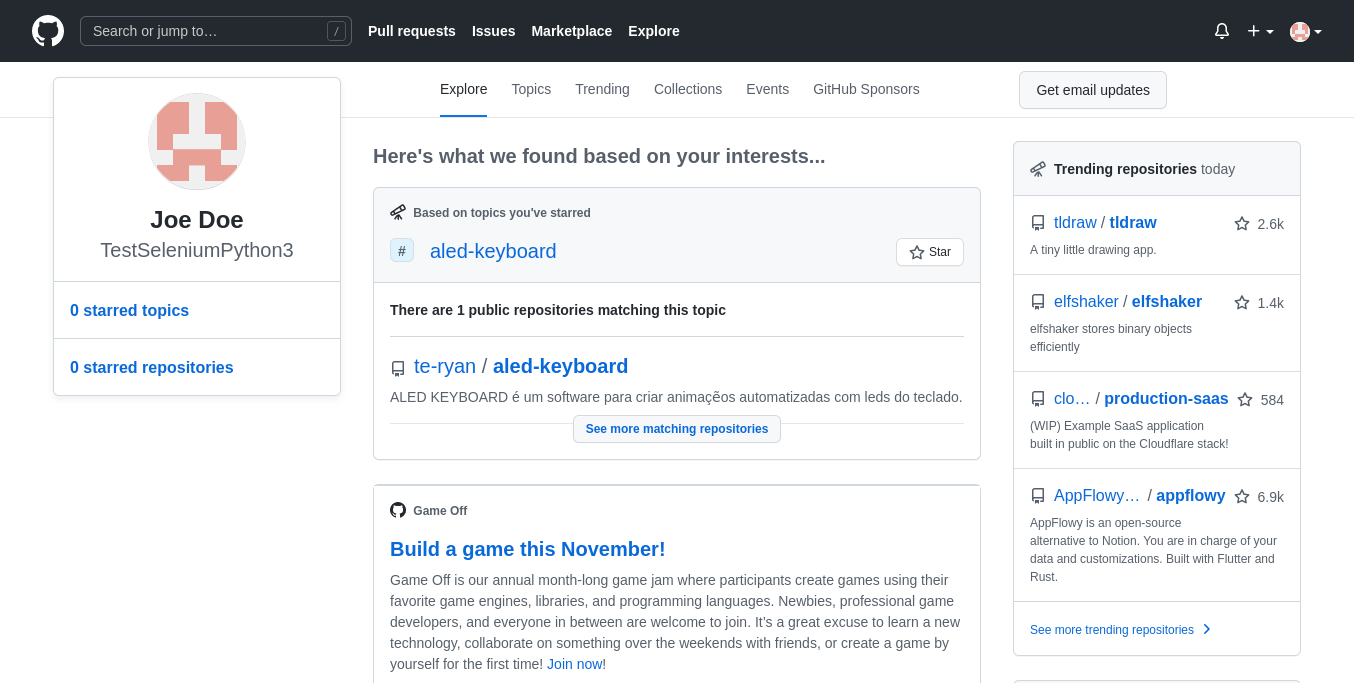 Search or jump to…
/
Pull requests
Issues
Marketplace
Explore
Explore
Topics
Trending
Collections
Events
GitHub Sponsors
Get email updates
Joe Doe
TestSeleniumPython3
0 starred topics
0 starred repositories
Here's what we found based on your interests...
Based on topics you've starred
# aled-keyboard
Star
There are 1 public repositories matching this topic
te-ryan / aled-keyboard
ALED KEYBOARD é um software para criar animações automatizadas com leds do teclado.
See more matching repositories
Game Off
Build a game this November!
Game Off is our annual month-long game jam where participants create games using their
favorite game engines, libraries, and programming languages. Newbies, professional game
developers, and everyone in between are welcome to join. It's a great excuse to learn a new
technology, collaborate on something over the weekends with friends, or create a game by
yourself for the first time! Join now!
Trending repositories today
tldraw / tldraw
2.6k
A tiny little drawing app.
elfshaker / elfshaker
1.4k
elfshaker stores binary objects
efficiently
clo… / production-saas
584
(WIP) Example SaaS application
built in public on the Cloudflare stack!
AppFlowy… / appflowy
6.9k
AppFlowy is an open-source
alternative to Notion. You are in charge of your
data and customizations. Built with Flutter and
Rust.
See more trending repositories